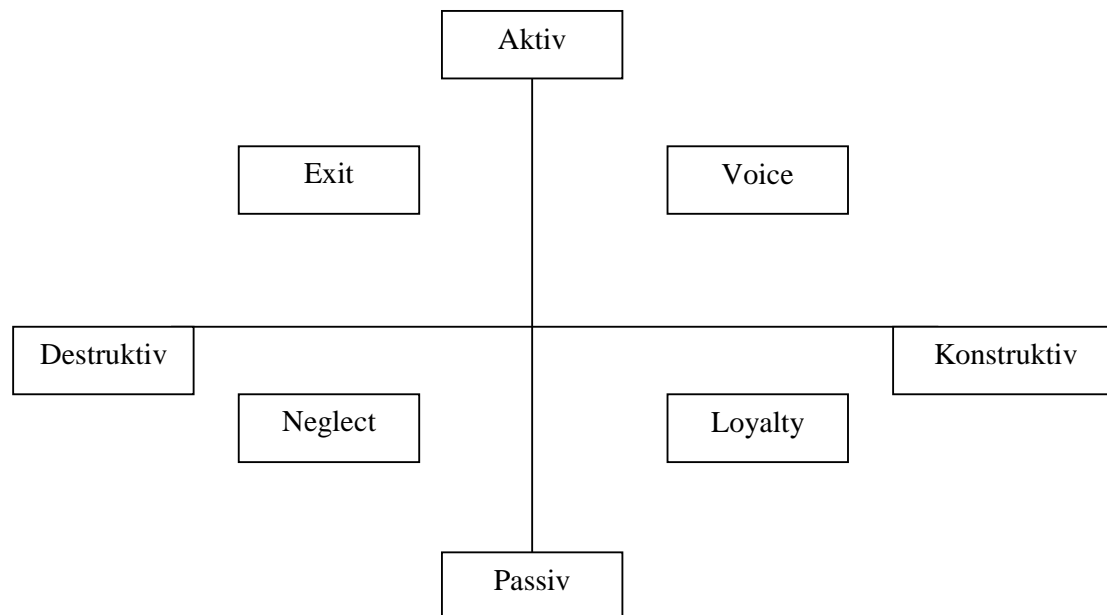 Aktiv
Exit
Voice
Destruktiv
Konstruktiv
Neglect
Loyalty
Passiv